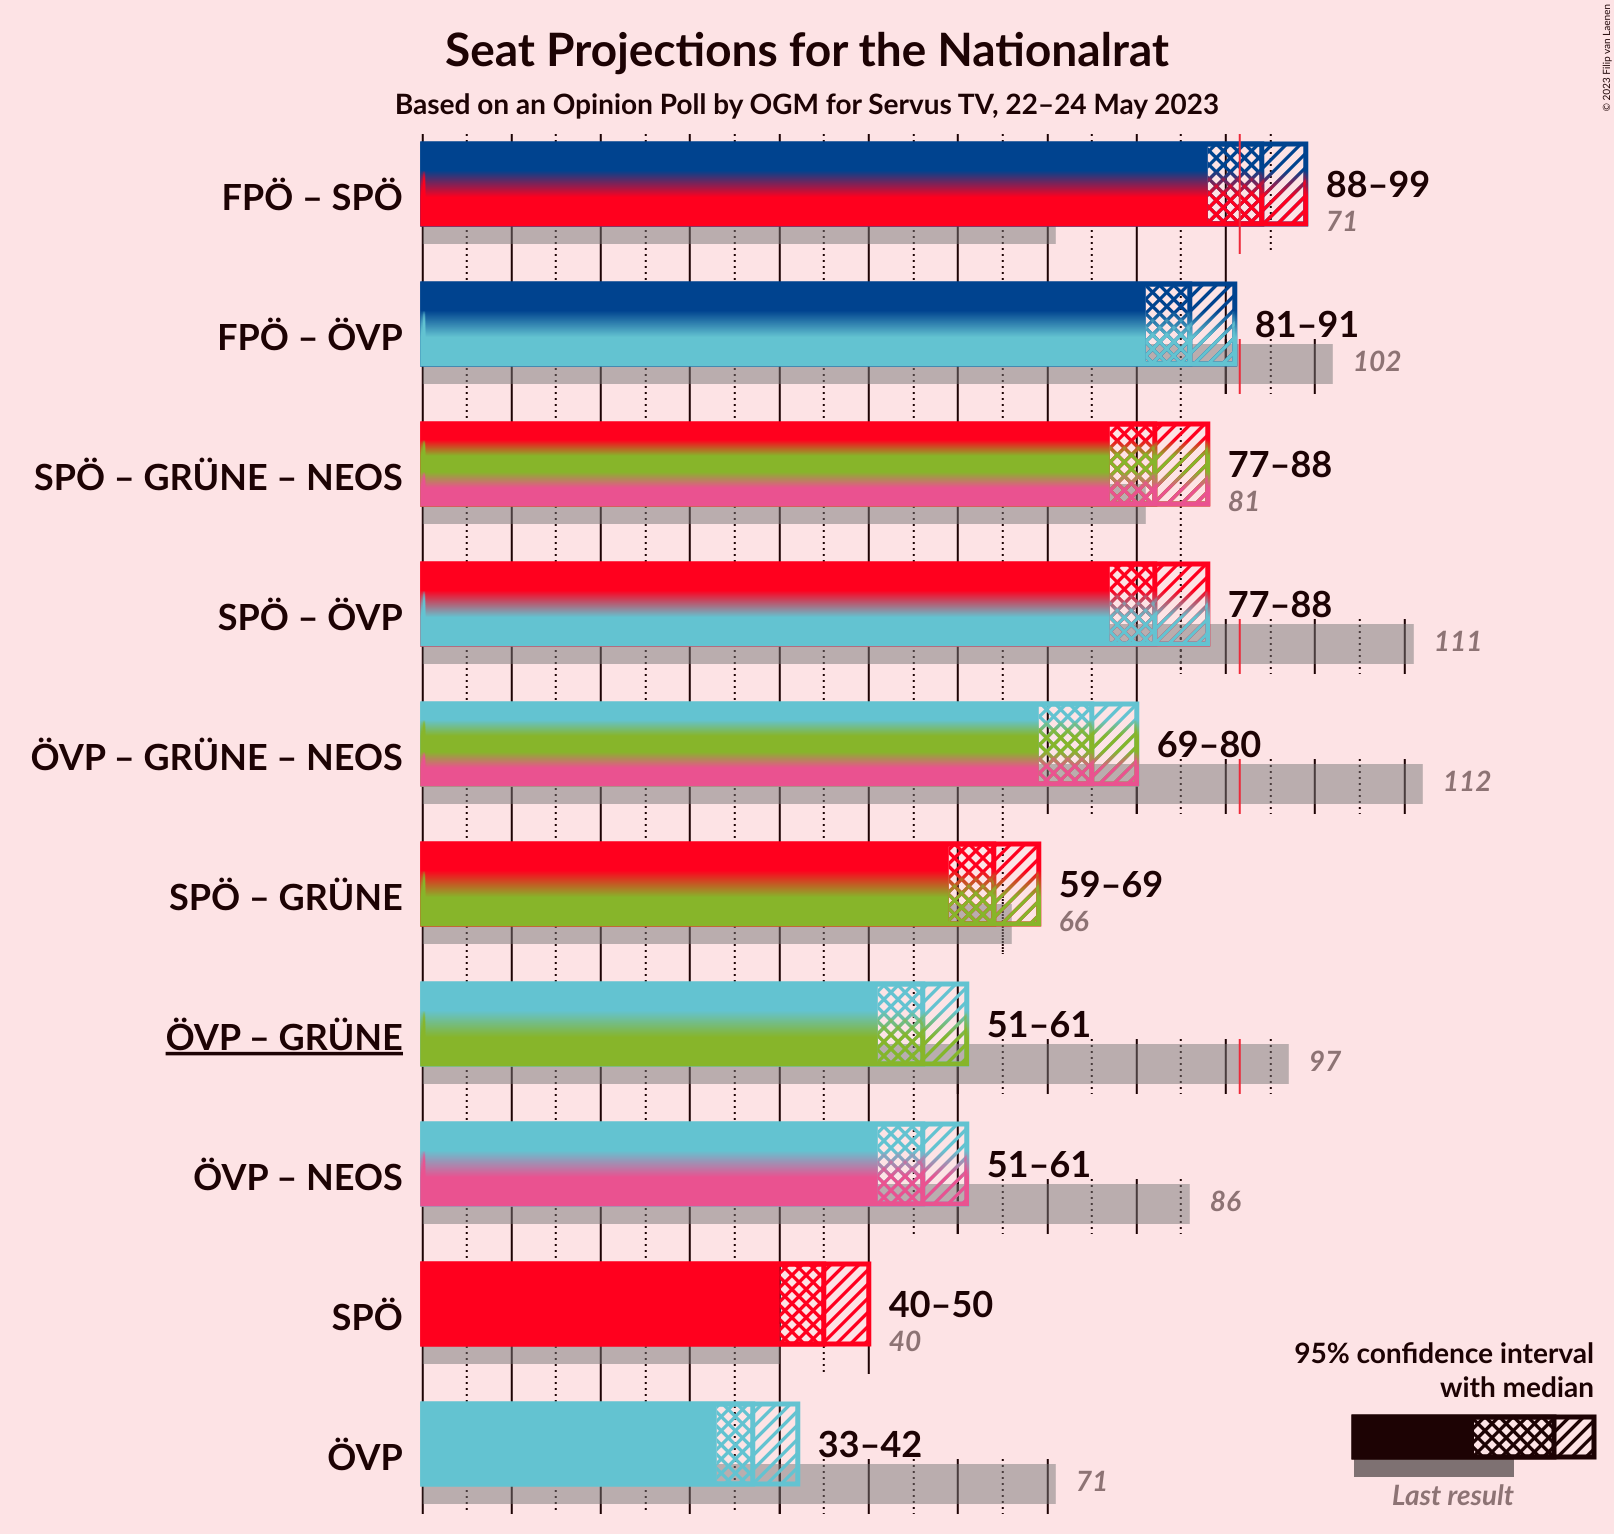 Seat Projections for the Nationalrat
Based on an Opinion Poll by OGM for Servus TV, 22–24 May 2023
© 2023 Filip van Laenen
FPÖ – SPÖ
88–99
71
FPÖ – ÖVP
81–91
102
SPÖ – GRÜNE – NEOS
77–88
81
SPÖ – ÖVP
77–88
111
ÖVP – GRÜNE – NEOS
69–80
112
SPÖ – GRÜNE
59–69
66
ÖVP – GRÜNE
51–61
97
ÖVP – NEOS
51–61
86
SPÖ
40–50
40
ÖVP
33–42
71
95% confidence interval
with median
Last result